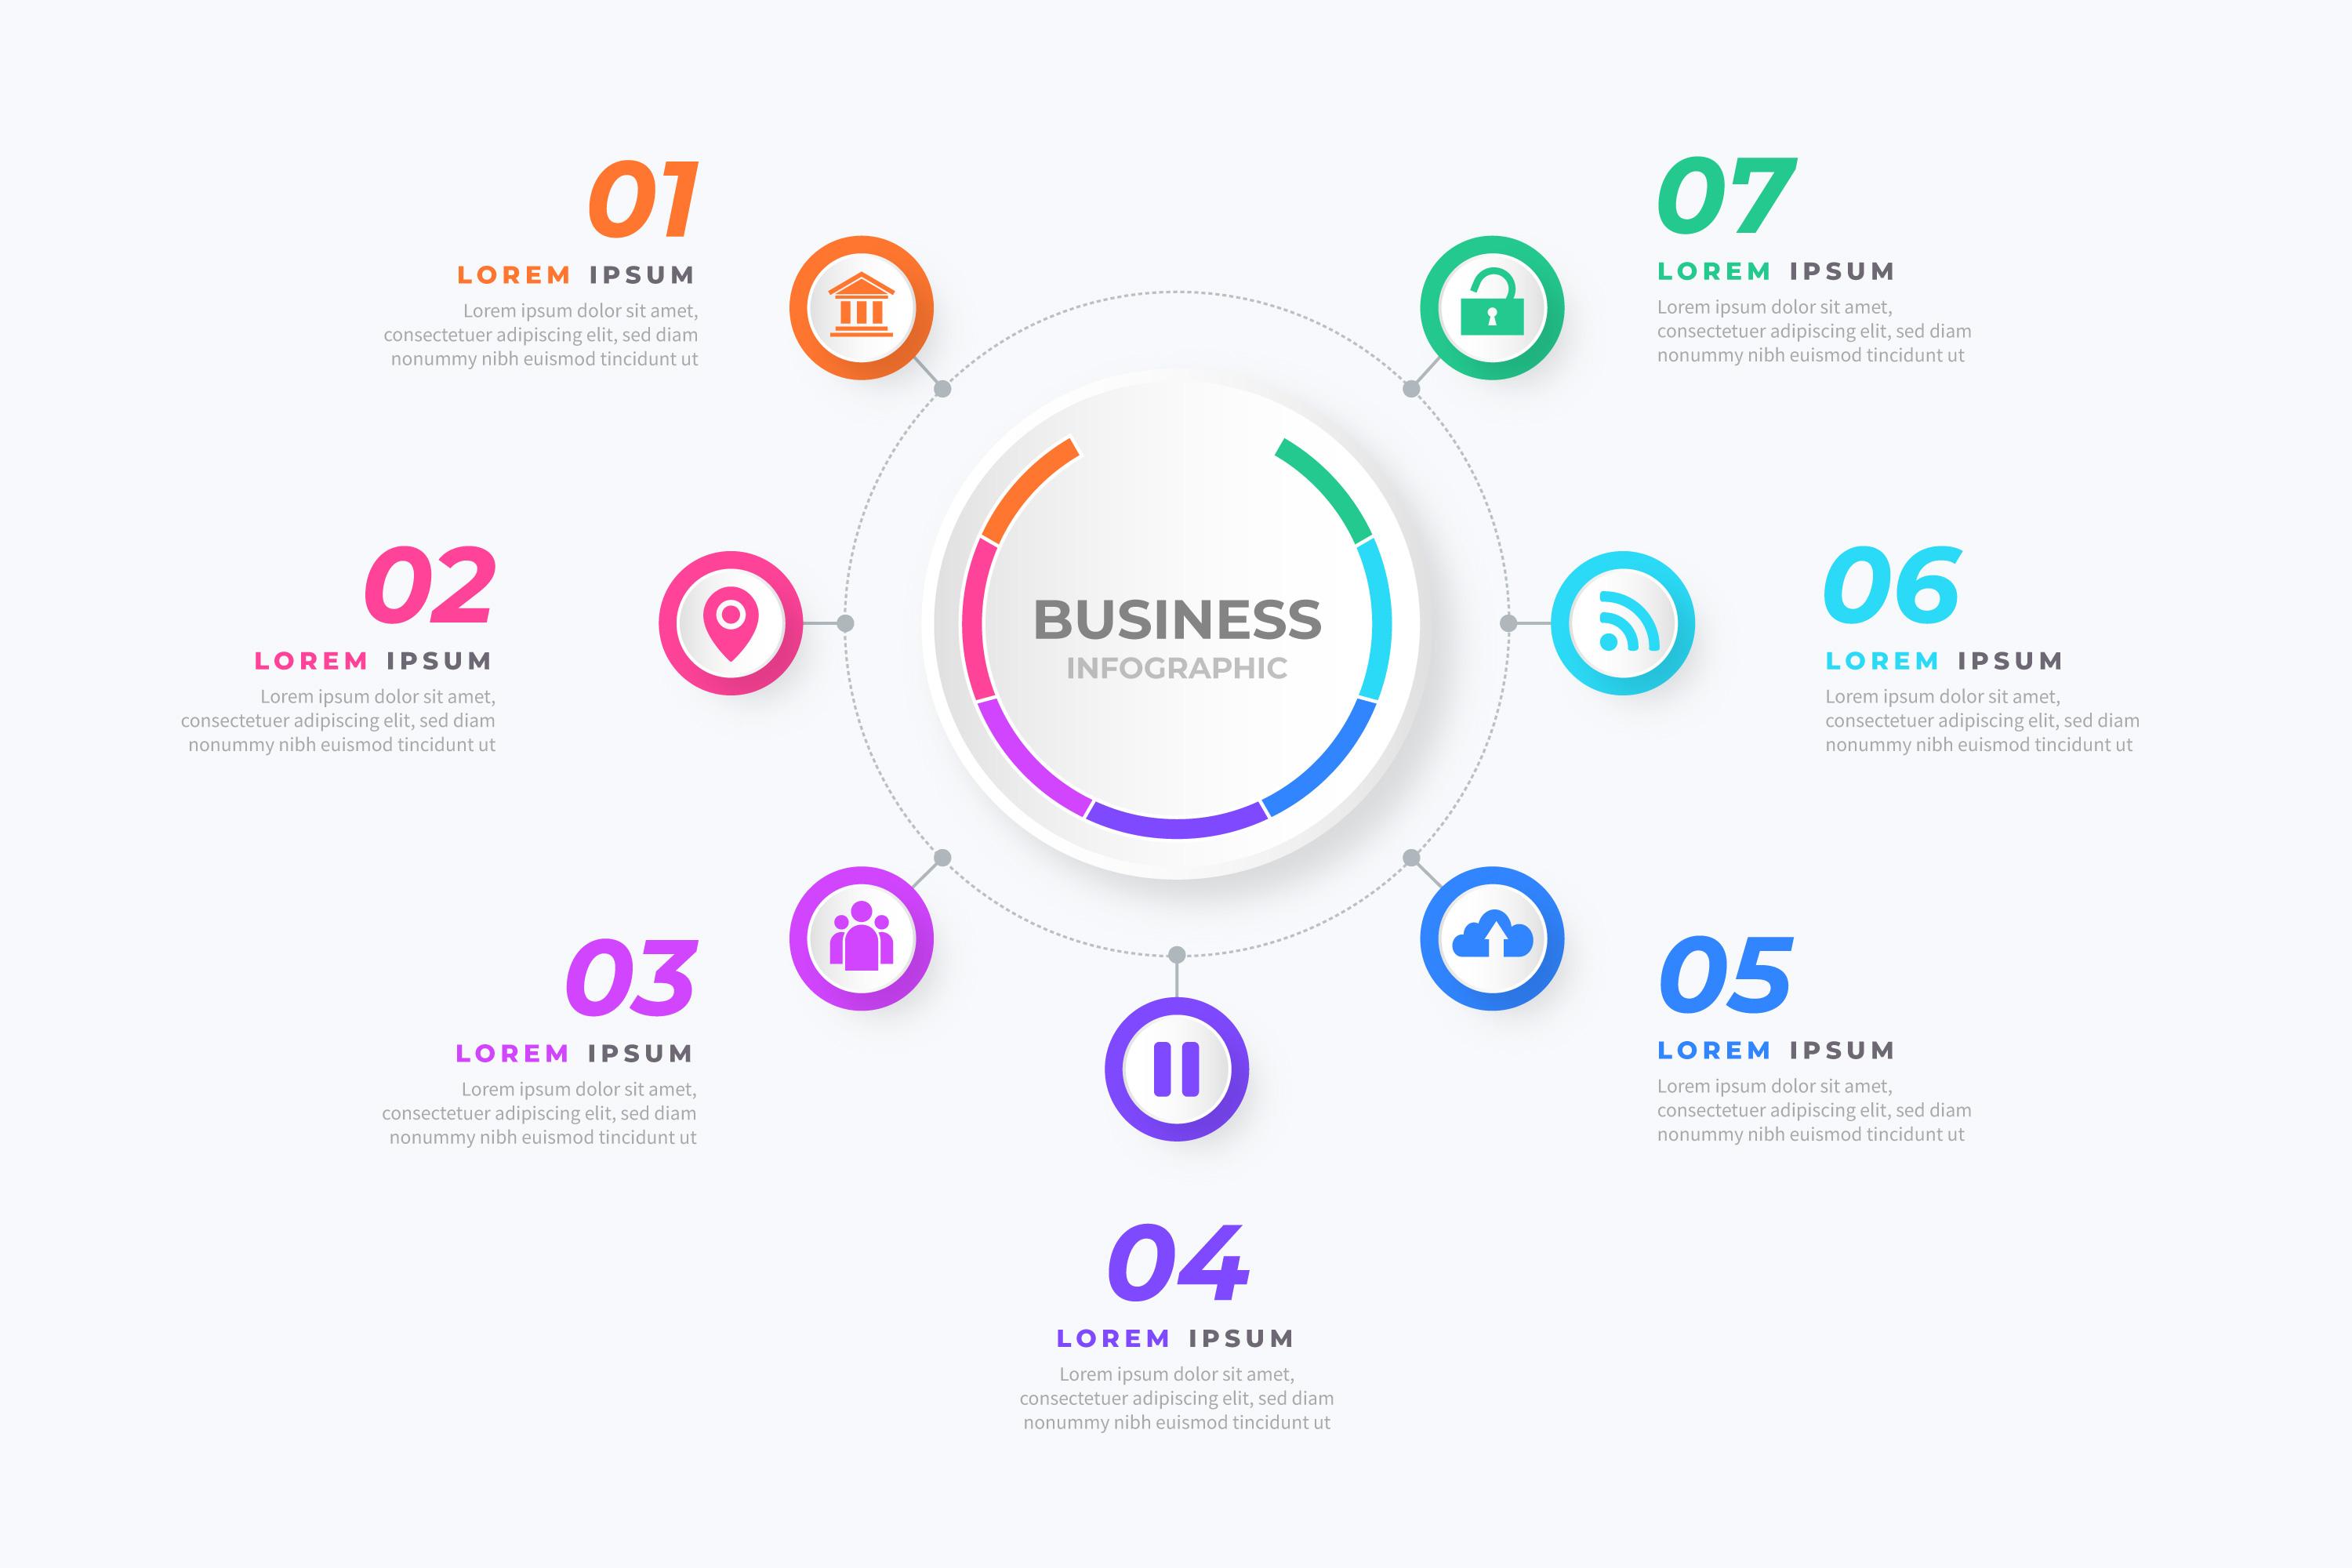 01
LOREM IPSUM
Lorem ipsum dolor sit amet,
consectetuer adipiscing elit, sed diam
nonummy nibh euismod tincidunt ut
02
LOREM IPSUM
Lorem ipsum dolor sit amet,
consectetuer adipiscing elit, sed diam
nonummy nibh euismod tincidunt ut
03
LOREM IPSUM
Lorem ipsum dolor sit amet,
consectetuer adipiscing elit, sed diam
nonummy nibh euismod tincidunt ut
BUSINESS
INFOGRAPHIC
04
LOREM IPSUM
Lorem ipsum dolor sit amet,
consectetuer adipiscing elit, sed diam
nonummy nibh euismod tincidunt ut
05
LOREM IPSUM
Lorem ipsum dolor sit amet,
consectetuer adipiscing elit, sed diam
nonummy nibh euismod tincidunt ut
06
LOREM IPSUM
Lorem ipsum dolor sit amet,
consectetuer adipiscing elit, sed diam
nonummy nibh euismod tincidunt ut
07
LOREM IPSUM
Lorem ipsum dolor sit amet,
consectetuer adipiscing elit, sed diam
nonummy nibh euismod tincidunt ut